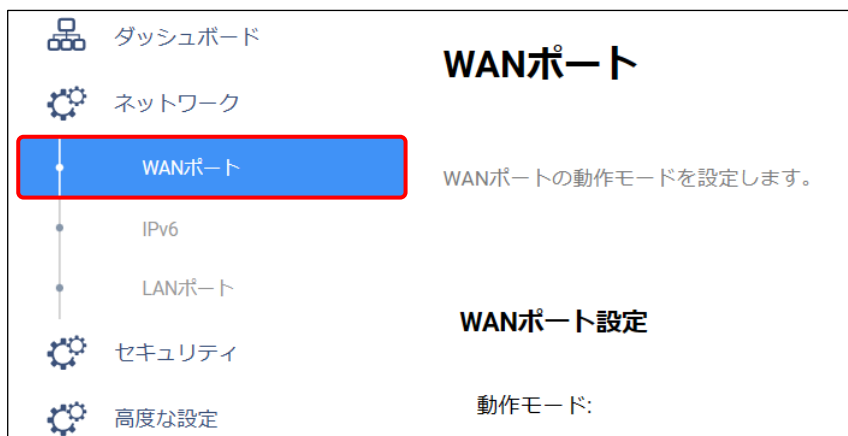 ダッシュボード
ネットワーク
WANポート
IPv6
LANポート
セキュリティ
高度な設定
WANポート
WANポートの動作モードを設定します。
WANポート設定
動作モード: